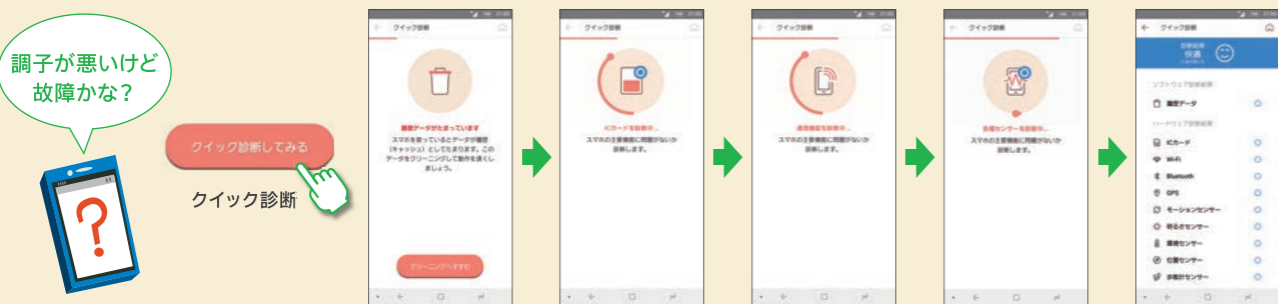 調子が悪いけど
故障かな?
クイック診断してみる
クイック診断
クイック診断
履歴データがたまっています
スマホを使っているとデータが履歴
(キャッシュ)としてたまります。この
データをクリーニングして動作を速くし
ましょう。
クリーニングへすすむ
クイック診断
ICカードを診断中...
スマホの主要機能に問題がないか
診断します。
クイック診断
通信機能を診断中...
スマホの主要機能に問題がないか
診断します。
クイック診断
各種センサーを診断中...
スマホの主要機能に問題がないか
診断します。
クイック診断
診断結果
快適
ソフトウェア診断結果
履歴データ
ハードウェア診断結果
ICカード
Wi-Fi
Bluetooth
GPS
モーションセンサー
明るさセンサー
環境センサー
位置センサー
歩数計センサー